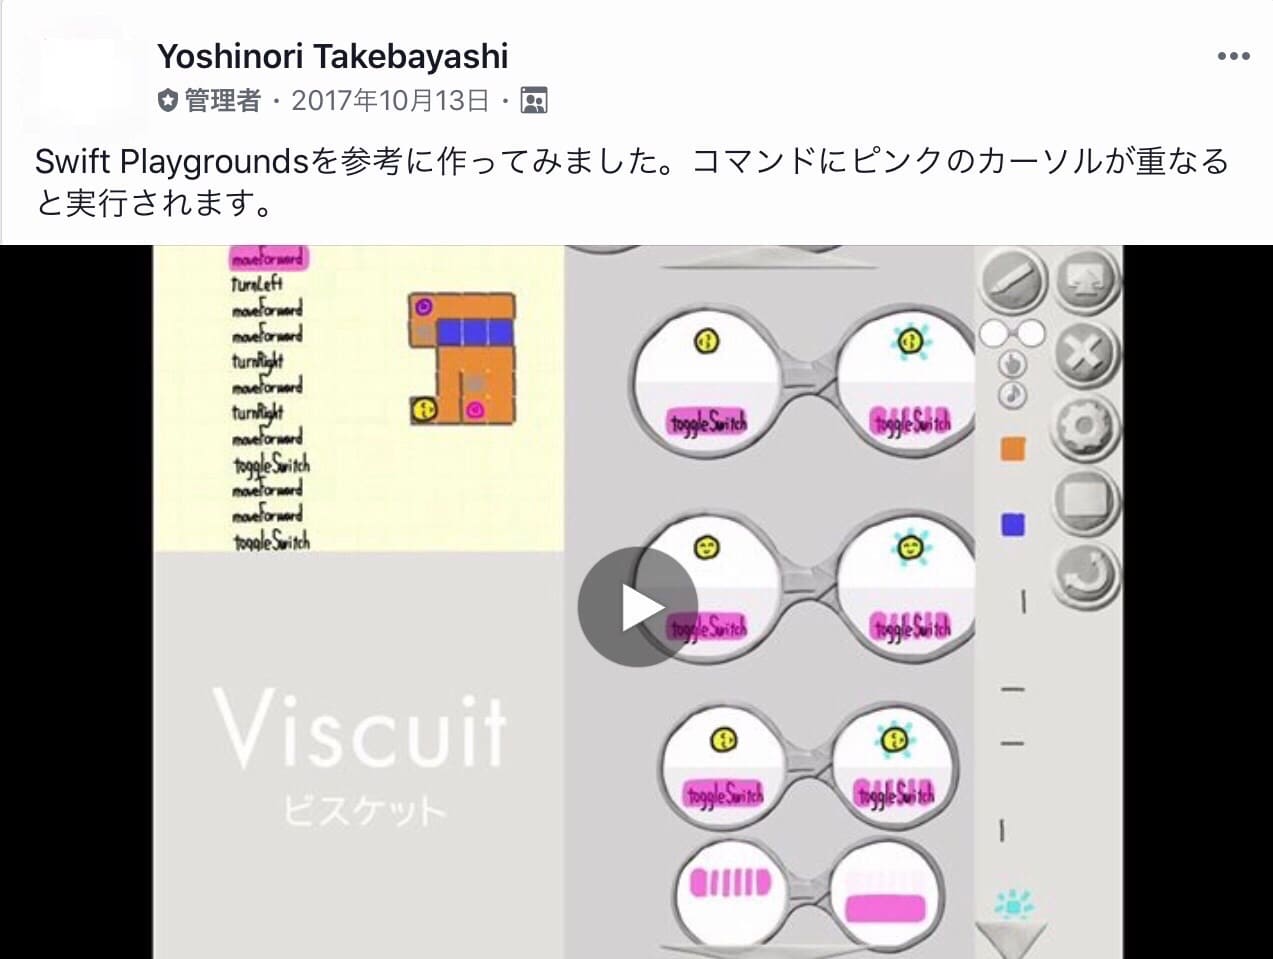 Yoshinori Takebayashi
管理者 · 2017年10月13日 ·
Swift Playgroundsを参考に作ってみました。コマンドにピンクのカーソルが重なる
と実行されます。
moveForward
turnLeft
moveForward
moveForward
turnRight
moveForward
turnRight
moveForward
toggleSwitch
moveForward
moveForward
toggleSwitch
toggleSwitch
toggleSwitch
toggleSwitch
toggleSwitch
toggleSwitch
toggleSwitch
Viscuit
ビスケット